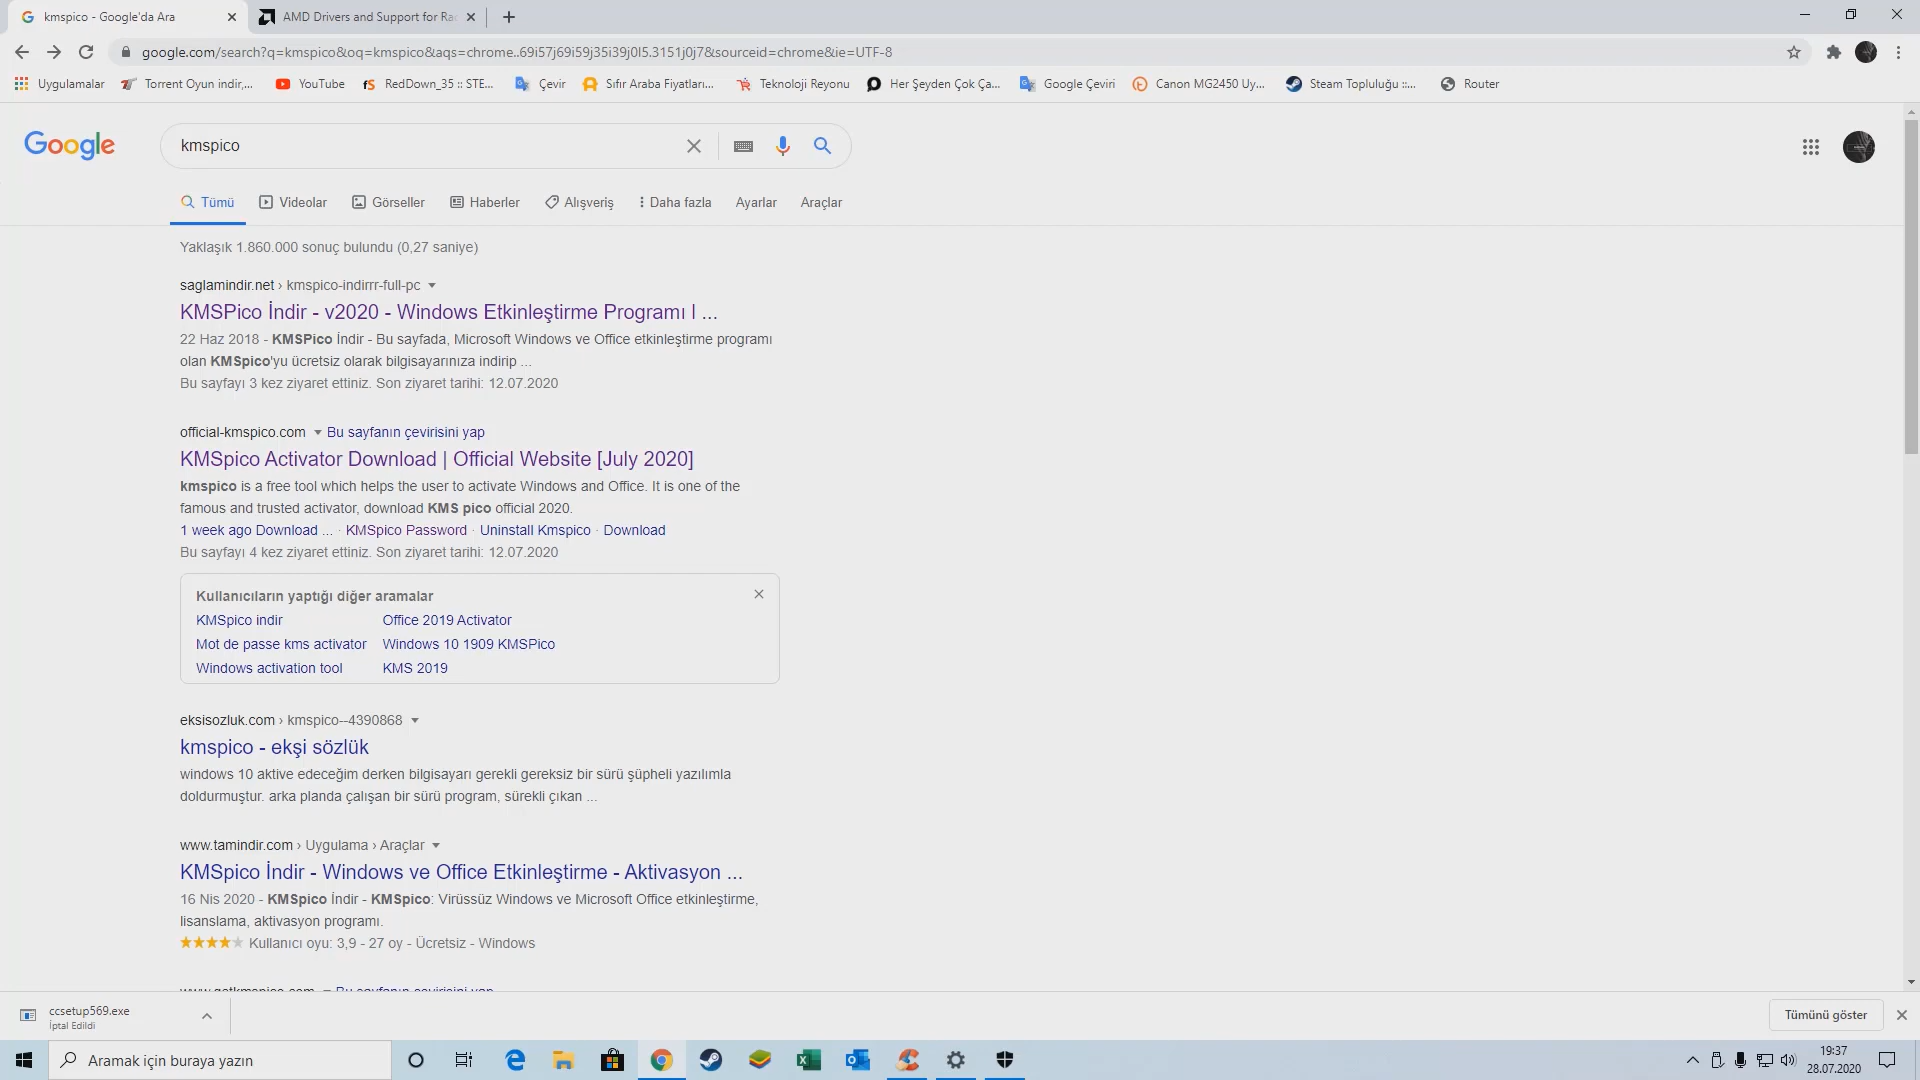 kmspico - Google'da Ara
AMD Drivers and Support for Rac
google.com/search?q=kmspico&oq=kmspico&aqs=chrome..69i57j69i59j35i39j0l5.3151j0j7&sourceid=chrome&ie=UTF-8
Uygulamalar
Torrent Oyun indir,...
YouTube
RedDown_35 :: STE...
Çevir
Sıfır Araba Fiyatları...
Teknoloji Reyonu
Her Şeyden Çok Ça...
Google Çeviri
Canon MG2450 Uy...
Steam Topluluğu ::...
Router
Google
kmspico
Tümü
Videolar
Görseller
Haberler
Alışveriş
Daha fazla
Ayarlar
Araçlar
Yaklaşık 1.860.000 sonuç bulundu (0,27 saniye)
saglamindir.net › kmspico-indirrr-full-pc
KMSPico İndir - v2020 - Windows Etkinleştirme Programı l ...
22 Haz 2018 - KMSPico İndir - Bu sayfada, Microsoft Windows ve Office etkinleştirme programı
olan KMSpico'yu ücretsiz olarak bilgisayarınıza indirip ...
Bu sayfayı 3 kez ziyaret ettiniz. Son ziyaret tarihi: 12.07.2020
official-kmspico.com Bu sayfanın çevirisini yap
KMSpico Activator Download | Official Website [July 2020]
kmspico is a free tool which helps the user to activate Windows and Office. It is one of the
famous and trusted activator, download KMS pico official 2020.
1 week ago Download ... · KMSpico Password · Uninstall Kmspico · Download
Bu sayfayı 4 kez ziyaret ettiniz. Son ziyaret tarihi: 12.07.2020
Kullanıcıların yaptığı diğer aramalar
KMSpico indir
Office 2019 Activator
Mot de passe kms activator
Windows 10 1909 KMSPico
Windows activation tool
KMS 2019
eksisozluk.com › kmspico--4390868
kmspico - ekşi sözlük
windows 10 aktive edeceğim derken bilgisayarı gerekli gereksiz bir sürü şüpheli yazılımla
doldurmuştur. arka planda çalışan bir sürü program, sürekli çıkan ...
www.tamindir.com › Uygulama › Araçlar
KMSpico İndir - Windows ve Office Etkinleştirme - Aktivasyon ...
16 Nis 2020 - KMSpico İndir - KMSpico: Virüssüz Windows ve Microsoft Office etkinleştirme,
lisanslama, aktivasyon programı.
Kullanıcı oyu: 3,9 - 27 oy - Ücretsiz - Windows
www.getkmspico.com Bu sayfanın çevirisini yap
ccsetup569.exe
İptal Edildi
Tümünü göster
Aramak için buraya yazın
19:37
28.07.2020